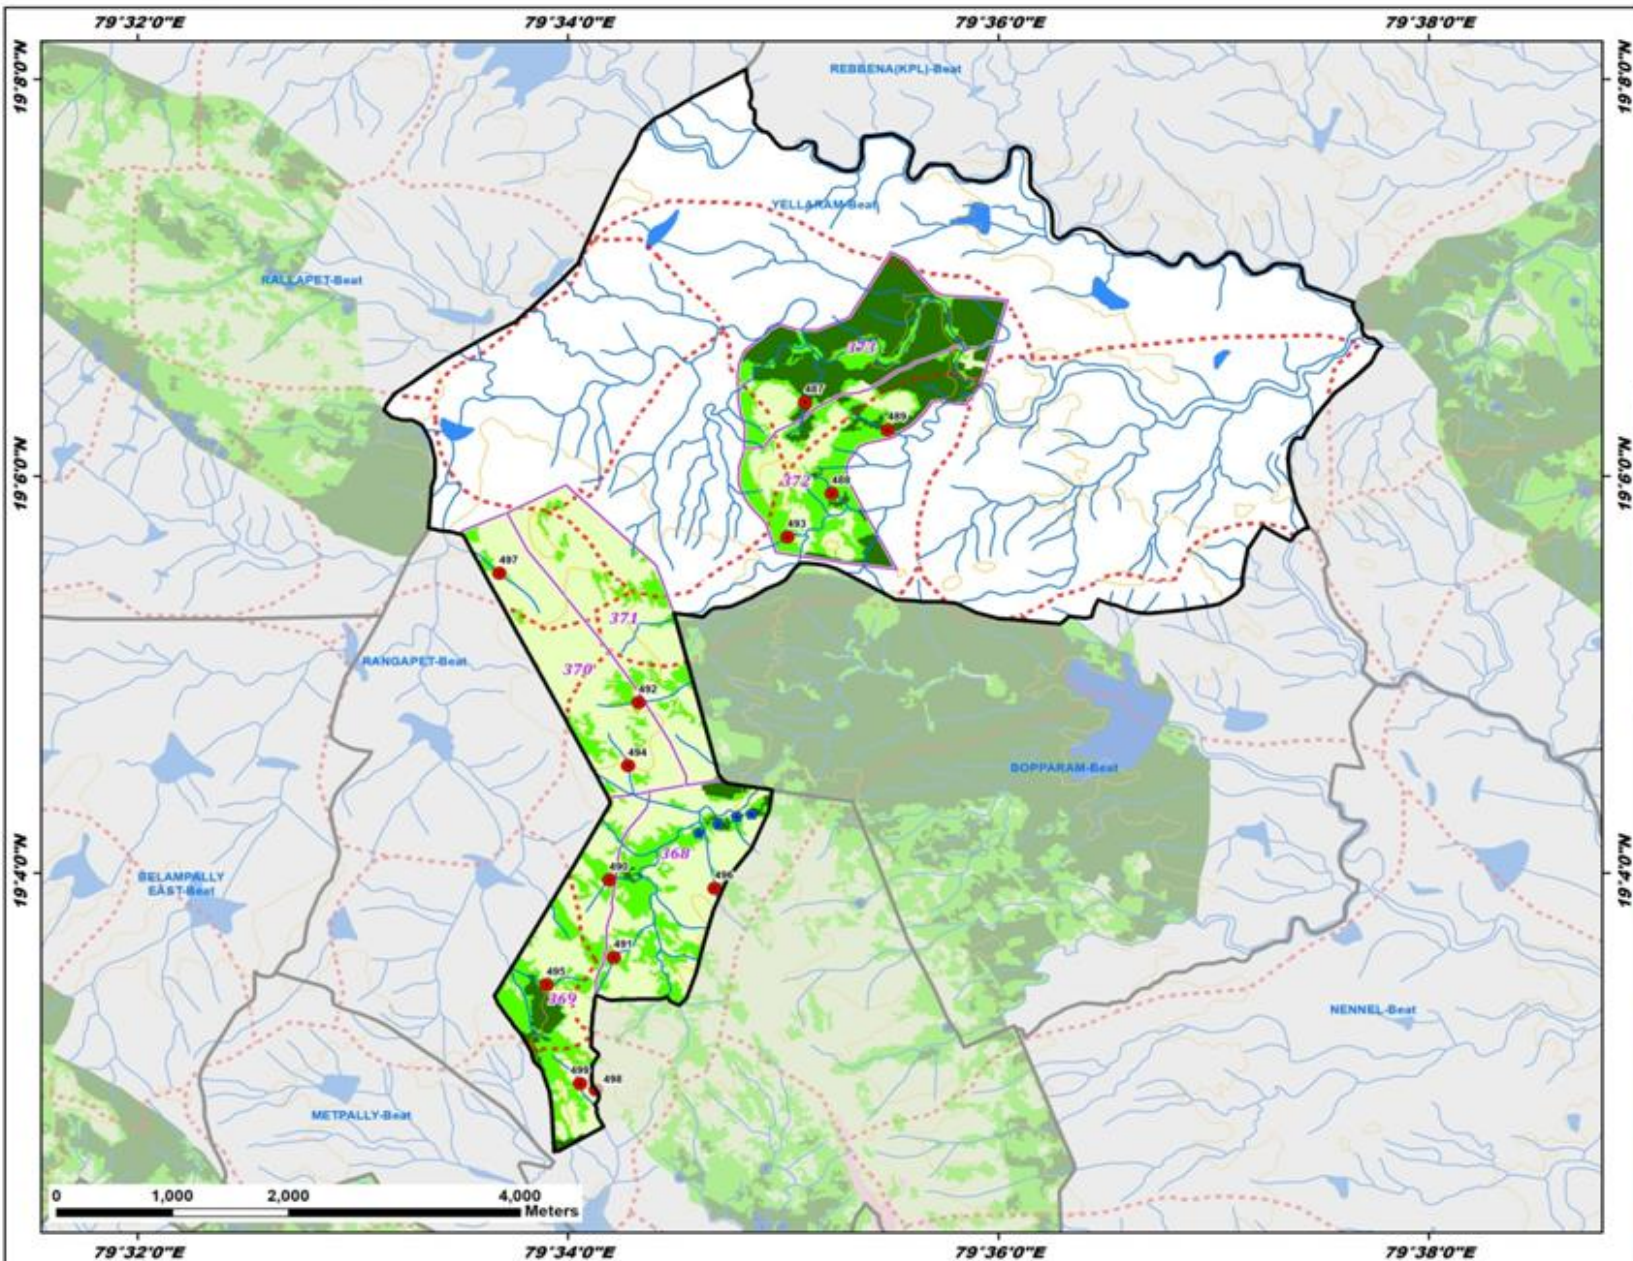 79°32'0"E 79°34'0"E 79°36'0"E 79°38'0"E
19°8'0"N
19°8'0"N
REBBENA(KPL)-Beat
YELLARAM-Beat
RALLAPET-Beat
373
487
489
19°6'0"N
19°6'0"N
372
488
493
497
371
RANGAPET-Beat
370
492
494
BOPPARAM-Beat
368
490
496
19°4'0"N
19°4'0"N
BELAMPALLY
EAST-Beat
491
495
369
NENNEL-Beat
499
498
METPALLY-Beat
0 1,000 2,000 4,000
Meters
79°32'0"E 79°34'0"E 79°36'0"E 79°38'0"E